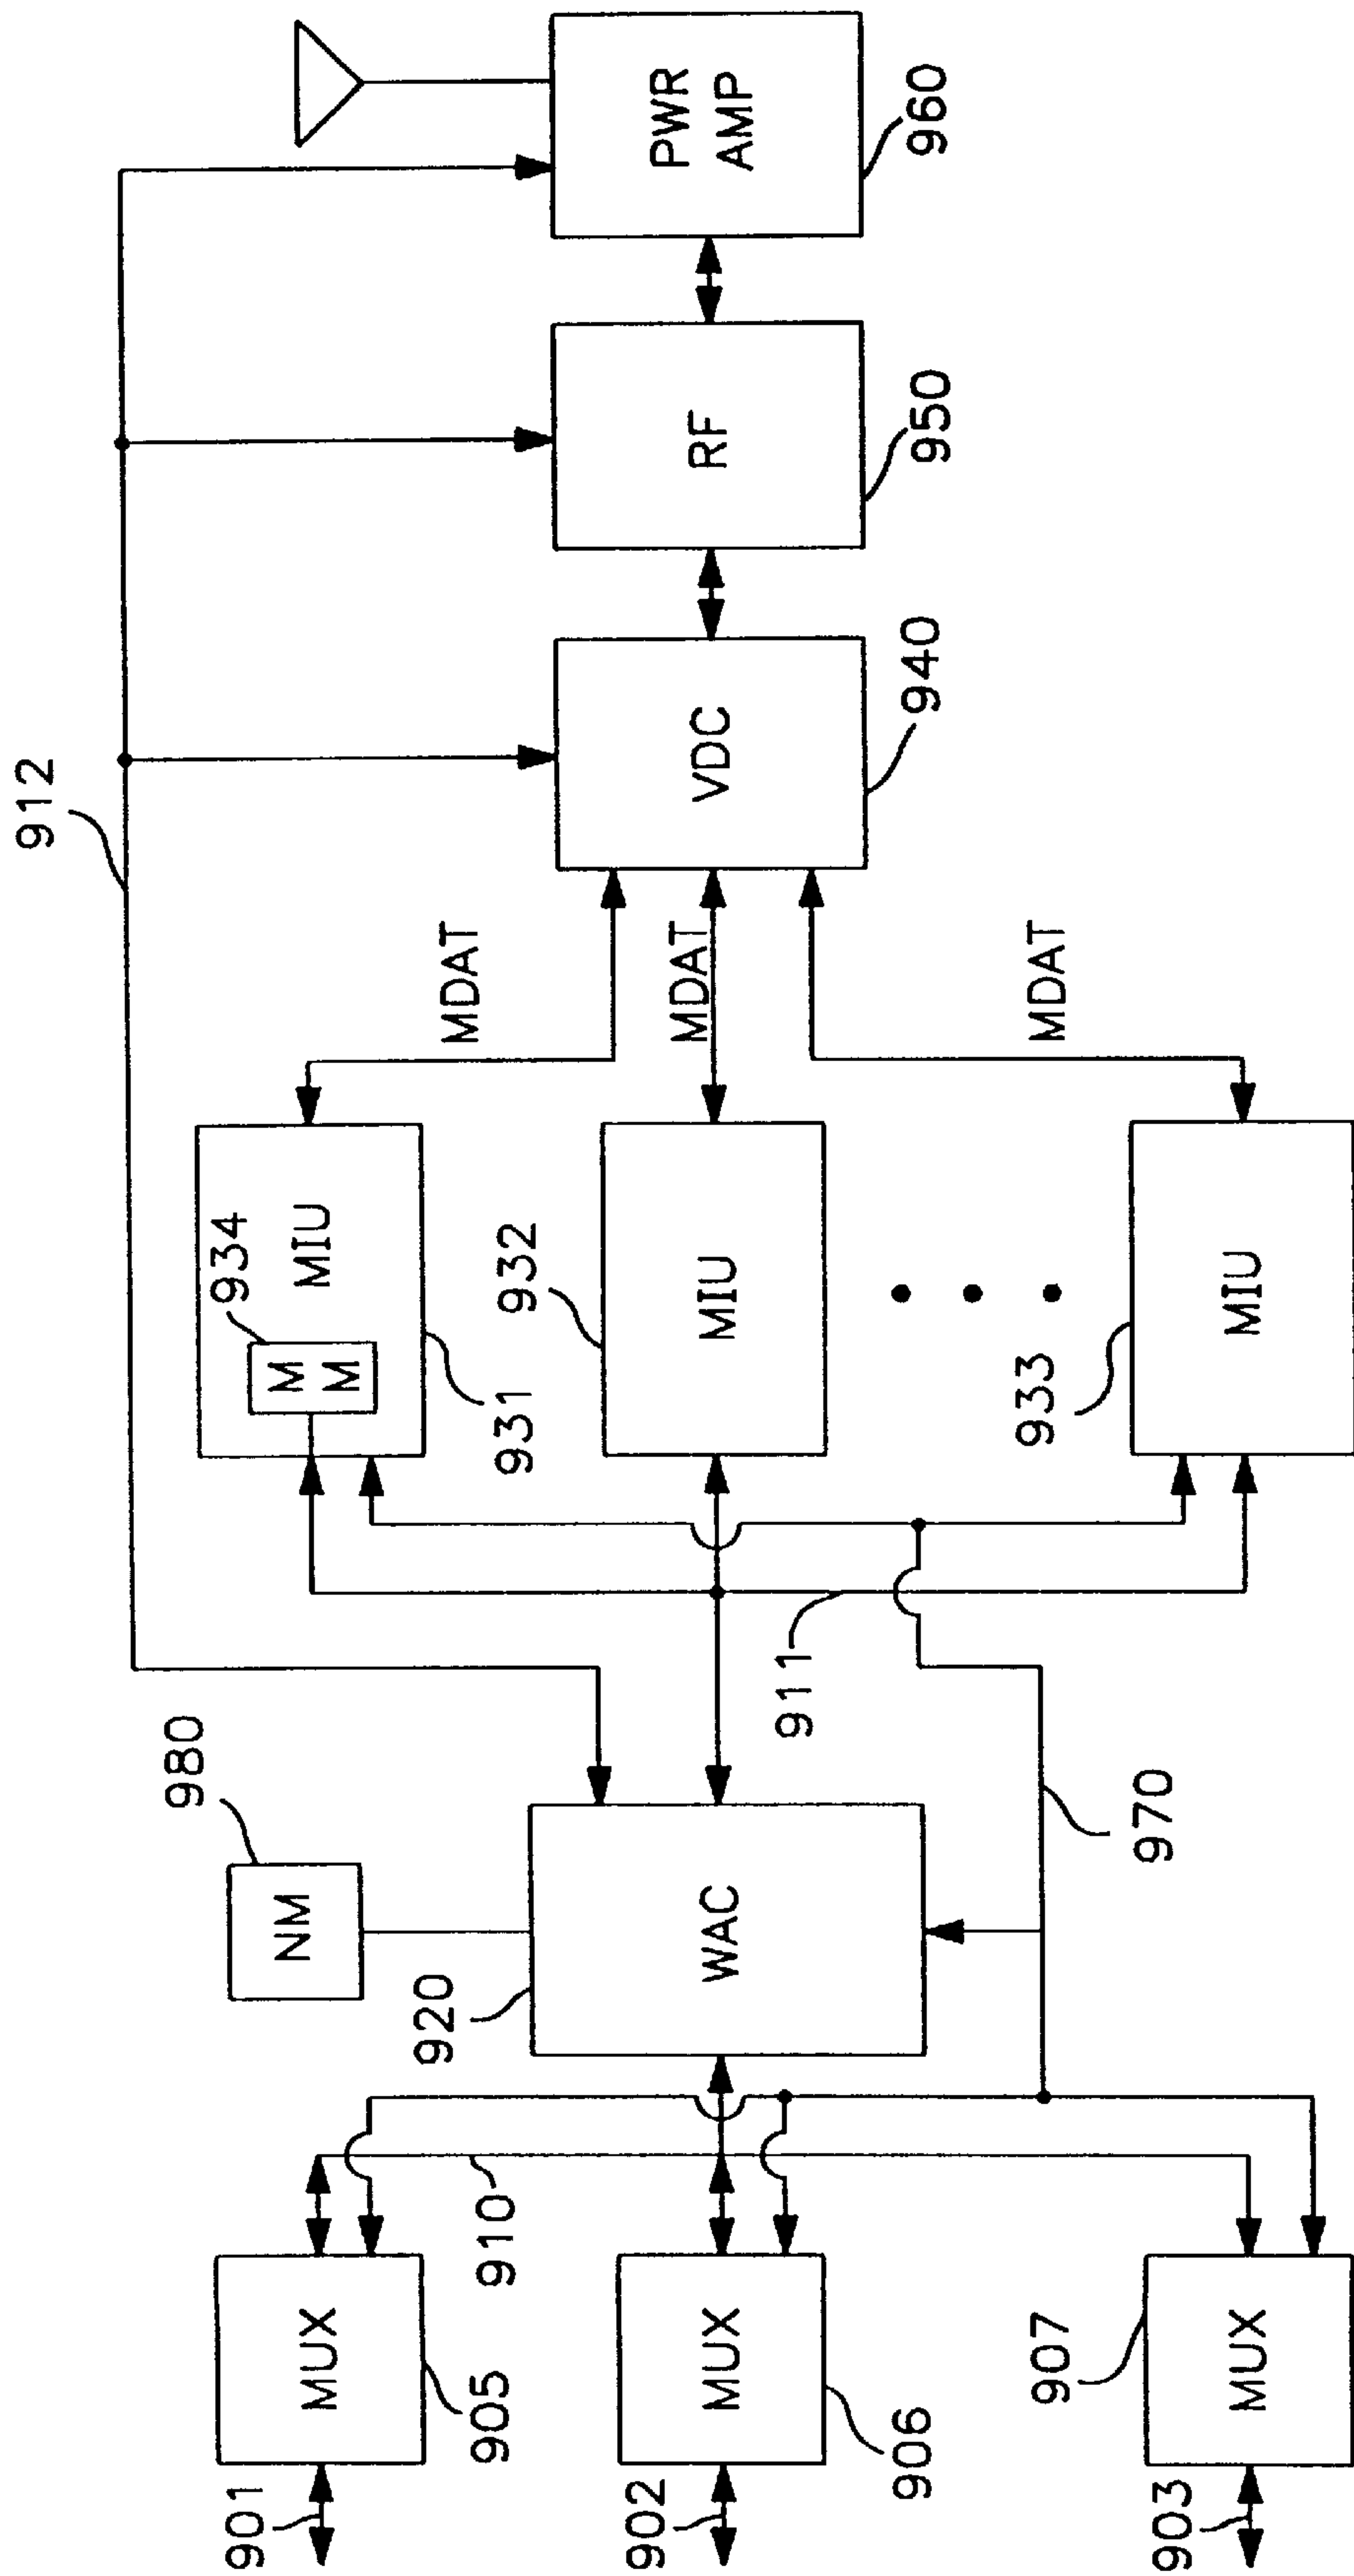 912
980
NM
934
M
M
MIU
931
PWR
AMP
960
RF
950
VDC
940
MDAT
MDAT
MDAT
932
MIU
933
MIU
920
WAC
911
970
910
901
MUX
905
902
MUX
906
903
MUX
907